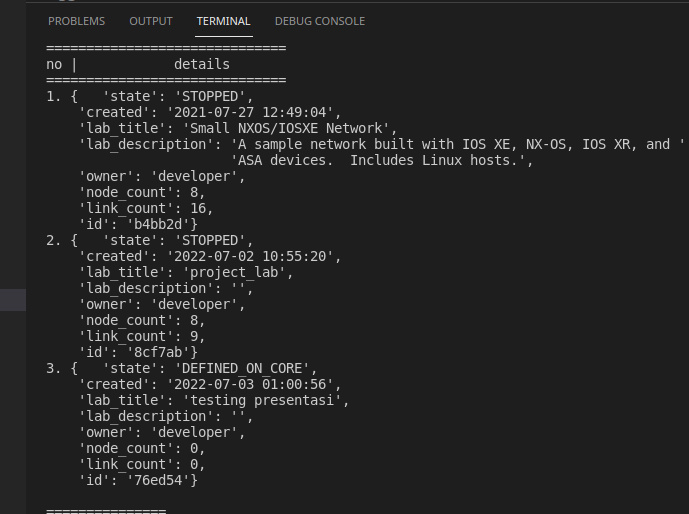 PROBLEMS OUTPUT TERMINAL DEBUG CONSOLE
==============================
no |            details
==============================
1. {   'state': 'STOPPED',
    'created': '2021-07-27 12:49:04',
    'lab_title': 'Small NXOS/IOSXE Network',
    'lab_description': 'A sample network built with IOS XE, NX-OS, IOS XR, and '
                       'ASA devices.  Includes Linux hosts.',
    'owner': 'developer',
    'node_count': 8,
    'link_count': 16,
    'id': 'b4bb2d'}
2. {   'state': 'STOPPED',
    'created': '2022-07-02 10:55:20',
    'lab_title': 'project_lab',
    'lab_description': '',
    'owner': 'developer',
    'node_count': 8,
    'link_count': 9,
    'id': '8cf7ab'}
3. {   'state': 'DEFINED_ON_CORE',
    'created': '2022-07-03 01:00:56',
    'lab_title': 'testing presentasi',
    'lab_description': '',
    'owner': 'developer',
    'node_count': 0,
    'link_count': 0,
    'id': '76ed54'}
===============